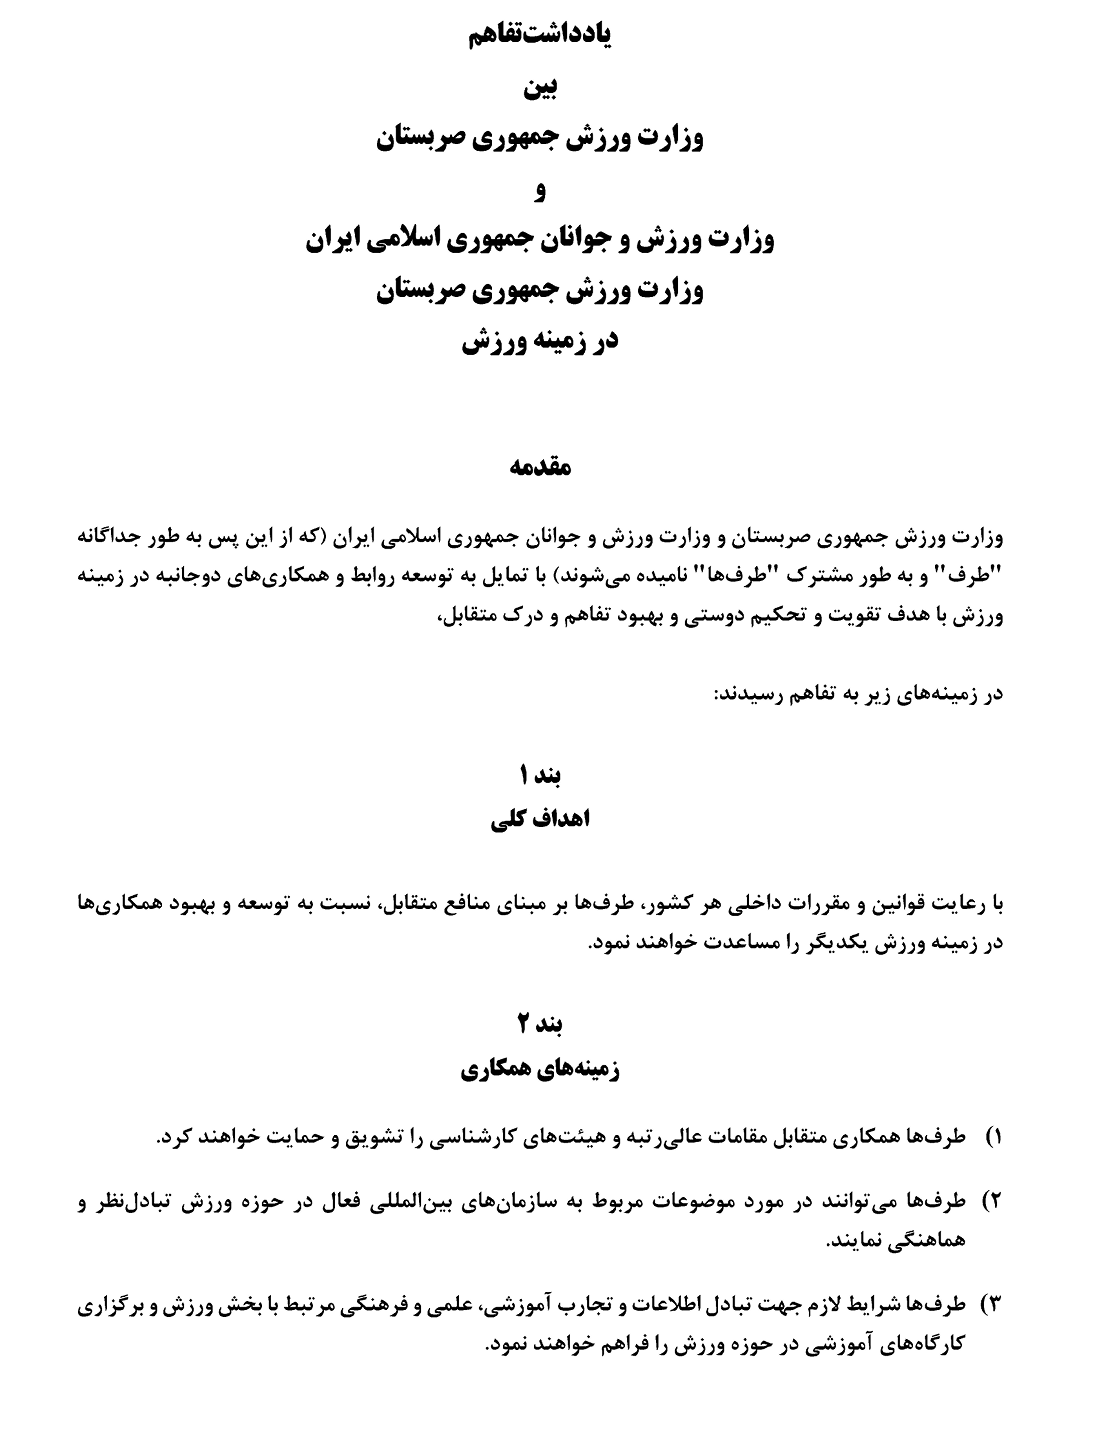 یادداشت‌تفاهم
بین
وزارت ورزش جمهوری صربستان
و
وزارت ورزش و جوانان جمهوری اسلامی ایران
وزارت ورزش جمهوری صربستان
در زمینه ورزش
مقدمه
وزارت ورزش جمهوری صربستان و وزارت ورزش و جوانان جمهوری اسلامی ایران (که از این پس به طور جداگانه
"طرف" و به طور مشترک "طرف‌ها" نامیده می‌شوند) با تمایل به توسعه روابط و همکاری‌های دوجانبه در زمینه
ورزش با هدف تقویت و تحکیم دوستی و بهبود تفاهم و درک متقابل،
در زمینه‌های زیر به تفاهم رسیدند:
بند ۱
اهداف کلی
با رعایت قوانین و مقررات داخلی هر کشور، طرف‌ها بر مبنای منافع متقابل، نسبت به توسعه و بهبود همکاری‌ها
در زمینه ورزش یکدیگر را مساعدت خواهند نمود.
بند ۲
زمینه‌های همکاری
۱) طرف‌ها همکاری متقابل مقامات عالی‌رتبه و هیئت‌های کارشناسی را تشویق و حمایت خواهند کرد.
۲) طرف‌ها می‌توانند در مورد موضوعات مربوط به سازمان‌های بین‌المللی فعال در حوزه ورزش تبادل‌نظر و
هماهنگی نمایند.
۳) طرف‌ها شرایط لازم جهت تبادل اطلاعات و تجارب آموزشی، علمی و فرهنگی مرتبط با بخش ورزش و برگزاری
کارگاه‌های آموزشی در حوزه ورزش را فراهم خواهند نمود.